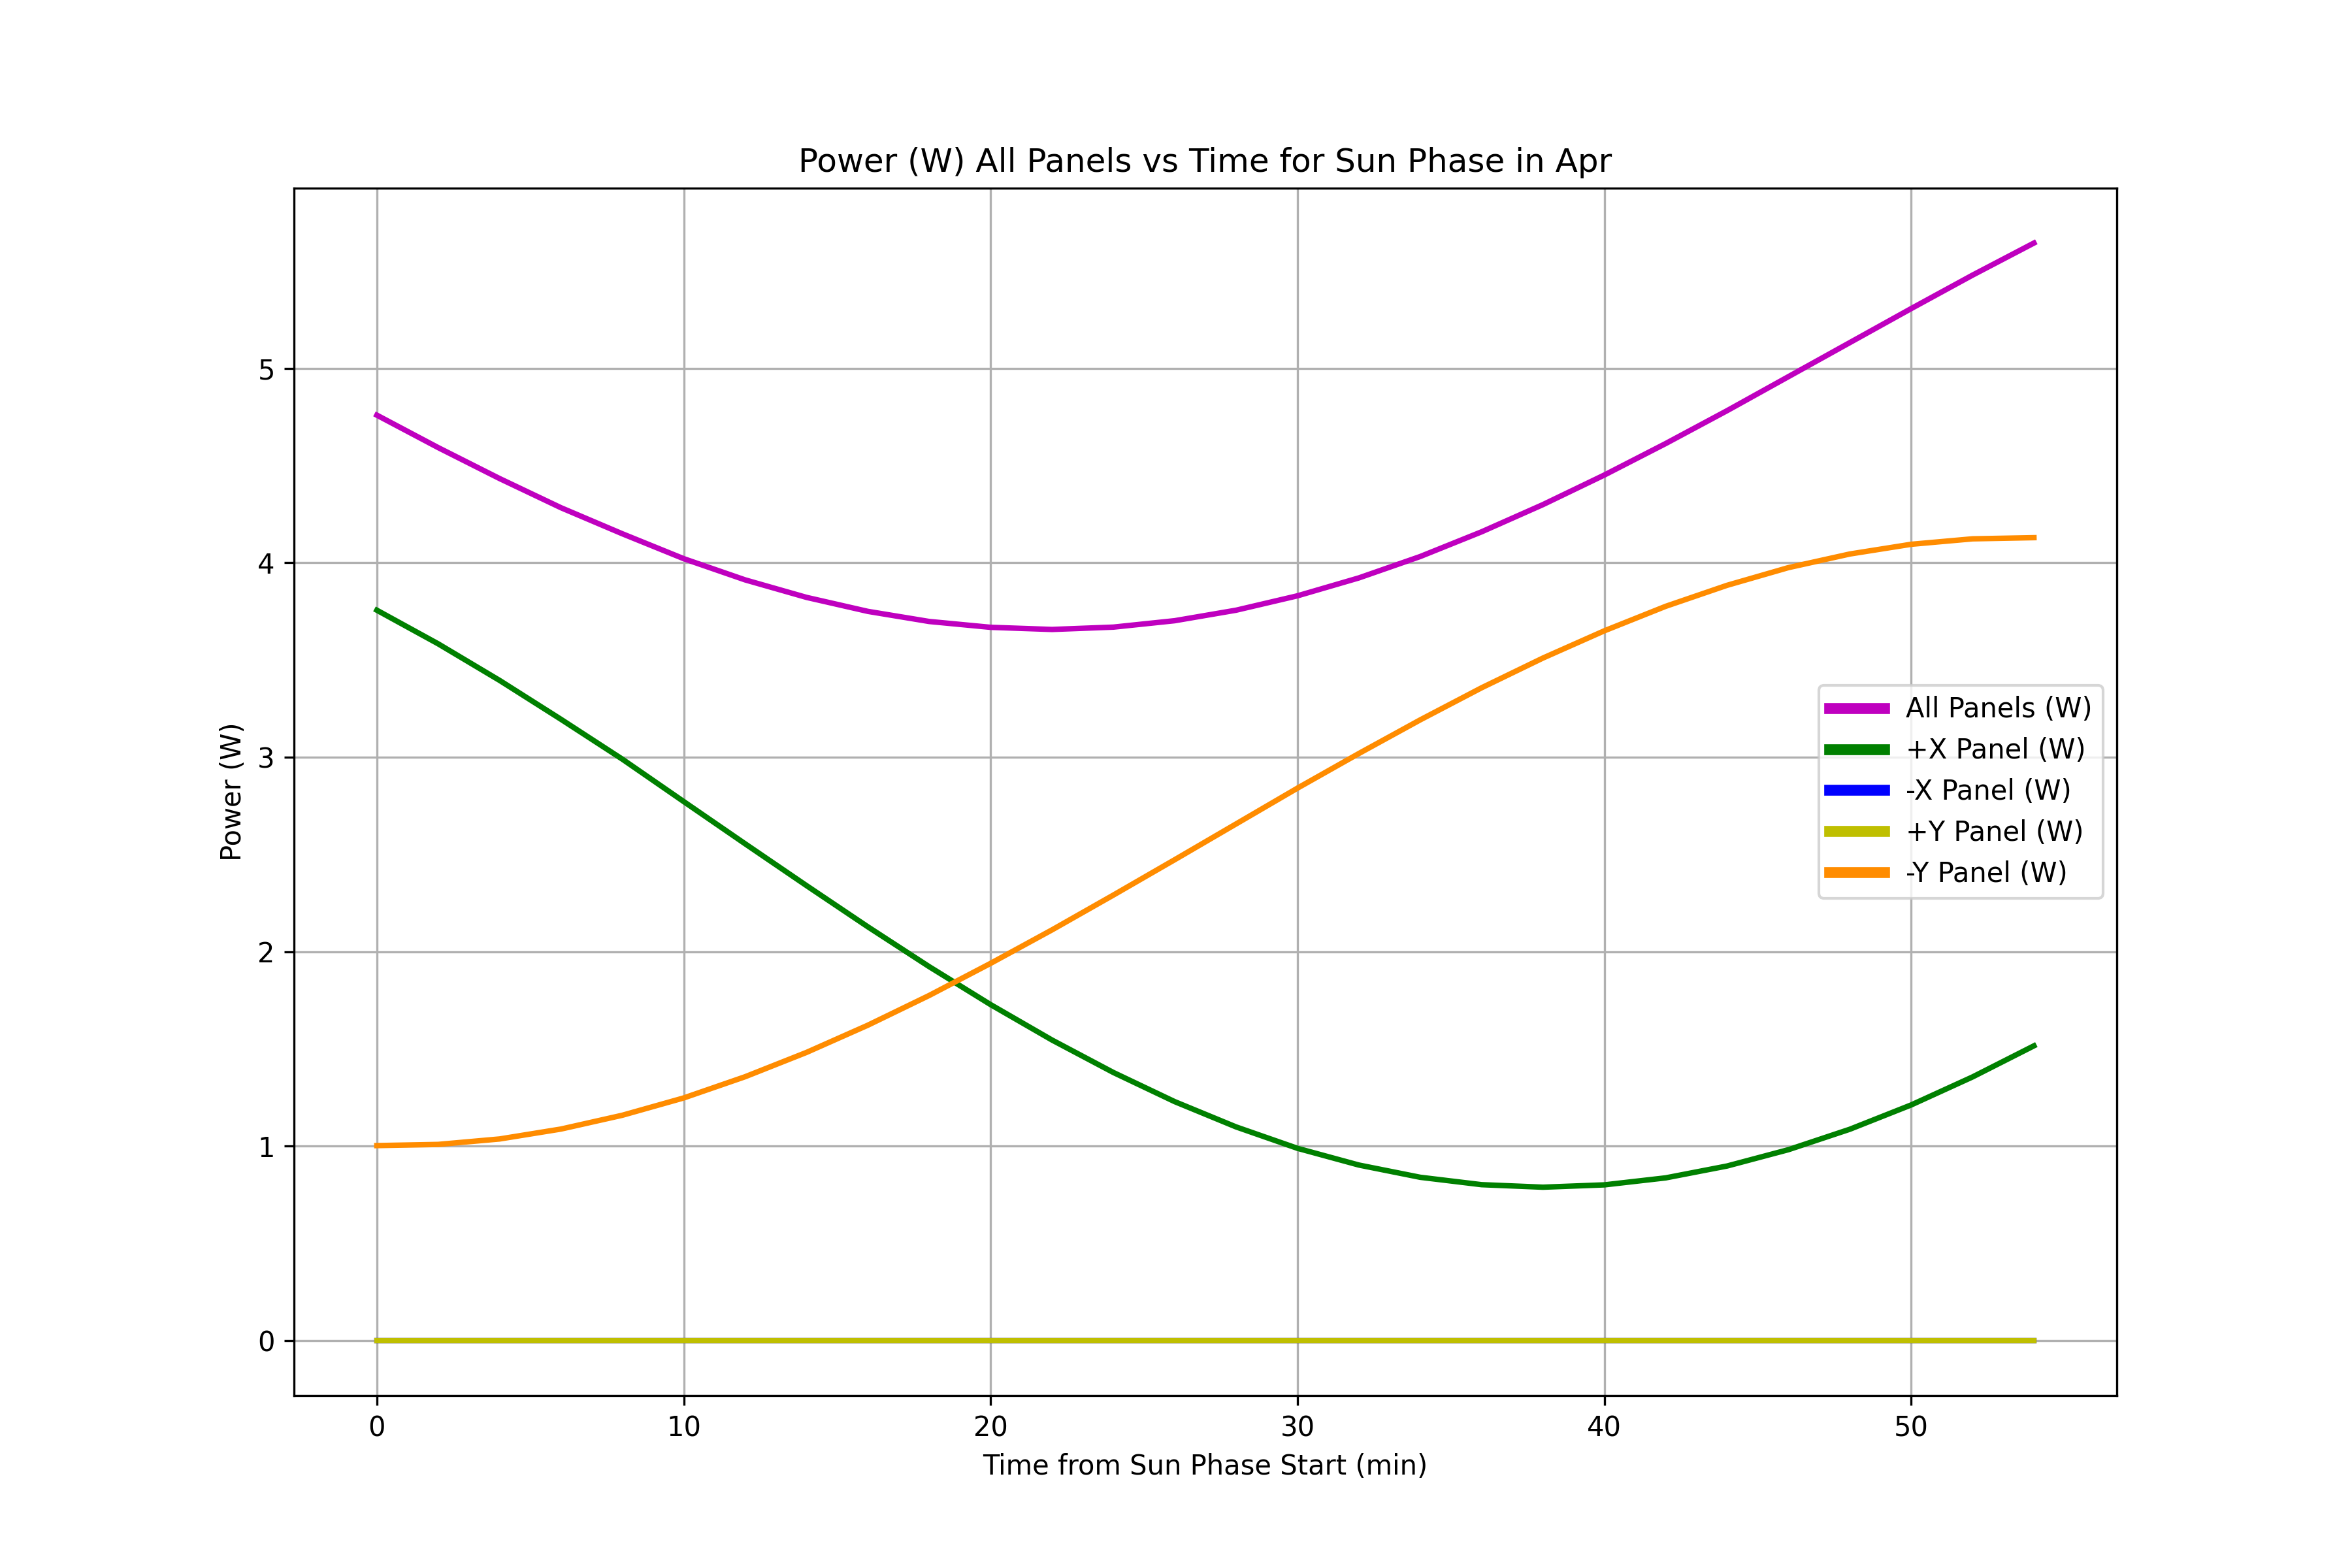 Power (W) All Panels vs Time for Sun Phase in Apr
Power (W)
5
4
3
2
1
0
All Panels (W)
+X Panel (W)
-X Panel (W)
+Y Panel (W)
-Y Panel (W)
0 10 20 30 40 50
Time from Sun Phase Start (min)